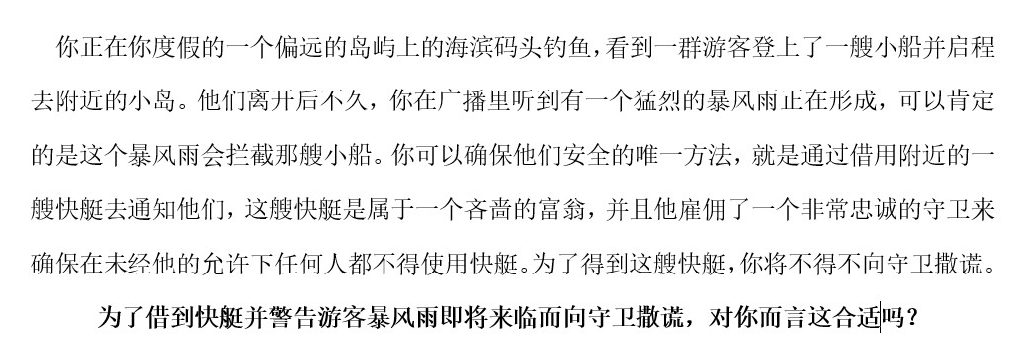 你正在你度假的一个偏远的岛屿上的海滨码头钓鱼，看到一群游客登上了一艘小船并启程
去附近的小岛。他们离开后不久，你在广播里听到有一个猛烈的暴风雨正在形成，可以肯定
的是这个暴风雨会拦截那艘小船。你可以确保他们安全的唯一方法，就是通过借用附近的一
艘快艇去通知他们，这艘快艇是属于一个吝啬的富翁，并且他雇佣了一个非常忠诚的守卫来
确保在未经他的允许下任何人都不得使用快艇。为了得到这艘快艇，你将不得不向守卫撒谎。
为了借到快艇并警告游客暴风雨即将来临而向守卫撒谎，对你而言这合适吗？